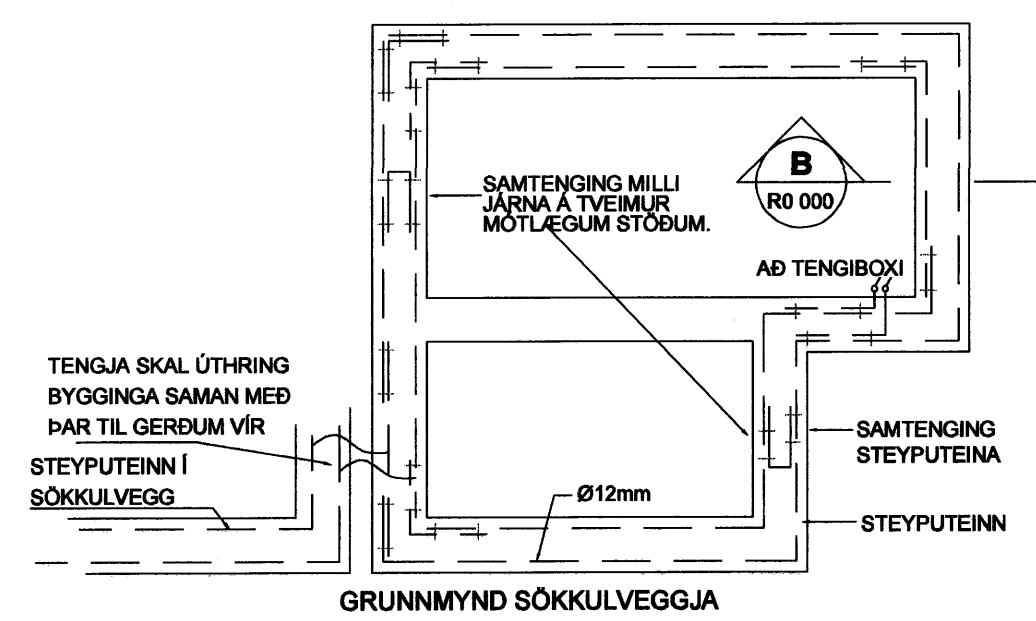 B
R0 000
SAMTENGING MILLI
JÁRNA Á TVEIMUR
MÓTLÆGUM STÖÐUM.
AÐ TENGIBOXI
TENGJA SKAL ÚTHRING
BYGGINGA SAMAN MEÐ
ÞAR TIL GERÐUM VÍR
STEYPUTEINN Í
SÖKKULVEGG
SAMTENGING
STEYPUTEINA
Ø12mm
STEYPUTEINN
GRUNNMYND SÖKKULVEGGJA